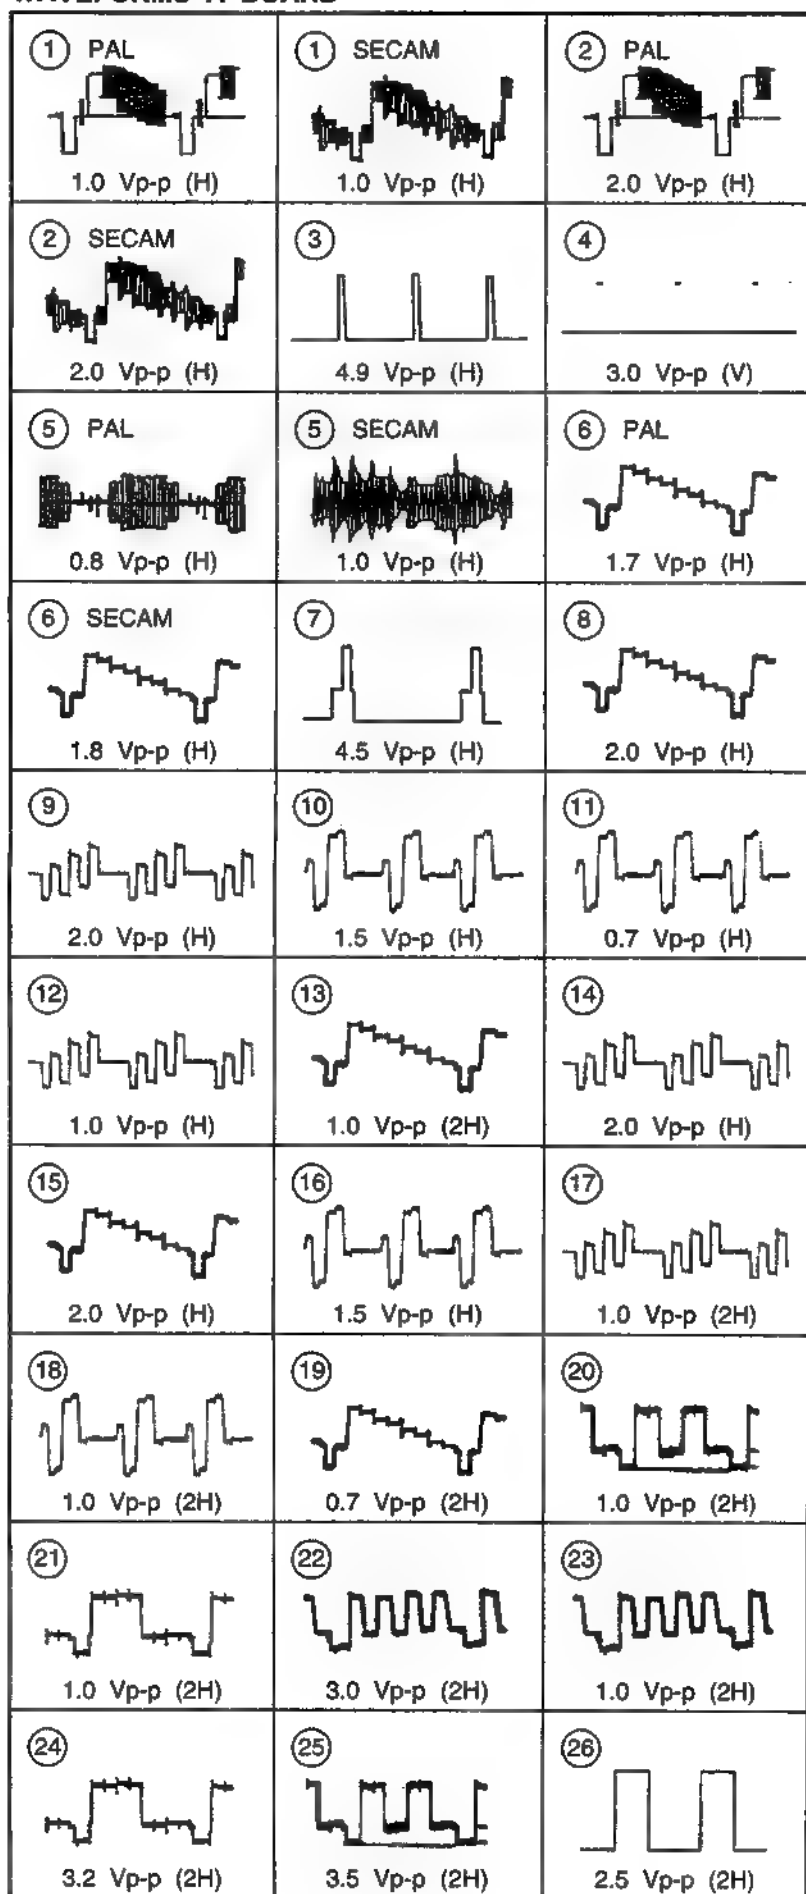 ① PAL ① SECAM ② PAL
1.0 Vp-p (H) 1.0 Vp-p (H) 2.0 Vp-p (H)
② SECAM ③ ④
2.0 Vp-p (H) 4.9 Vp-p (H) 3.0 Vp-p (V)
⑤ PAL ⑤ SECAM ⑥ PAL
0.8 Vp-p (H) 1.0 Vp-p (H) 1.7 Vp-p (H)
⑥ SECAM ⑦ ⑧
1.8 Vp-p (H) 4.5 Vp-p (H) 2.0 Vp-p (H)
⑨ ⑩ ⑪
2.0 Vp-p (H) 1.5 Vp-p (H) 0.7 Vp-p (H)
⑫ ⑬ ⑭
1.0 Vp-p (H) 1.0 Vp-p (2H) 2.0 Vp-p (H)
⑮ ⑯ ⑰
2.0 Vp-p (H) 1.5 Vp-p (H) 1.0 Vp-p (2H)
⑱ ⑲ ⑳
1.0 Vp-p (2H) 0.7 Vp-p (2H) 1.0 Vp-p (2H)
㉑ ㉒ ㉓
1.0 Vp-p (2H) 3.0 Vp-p (2H) 1.0 Vp-p (2H)
㉔ ㉕ ㉖
3.2 Vp-p (2H) 3.5 Vp-p (2H) 2.5 Vp-p (2H)